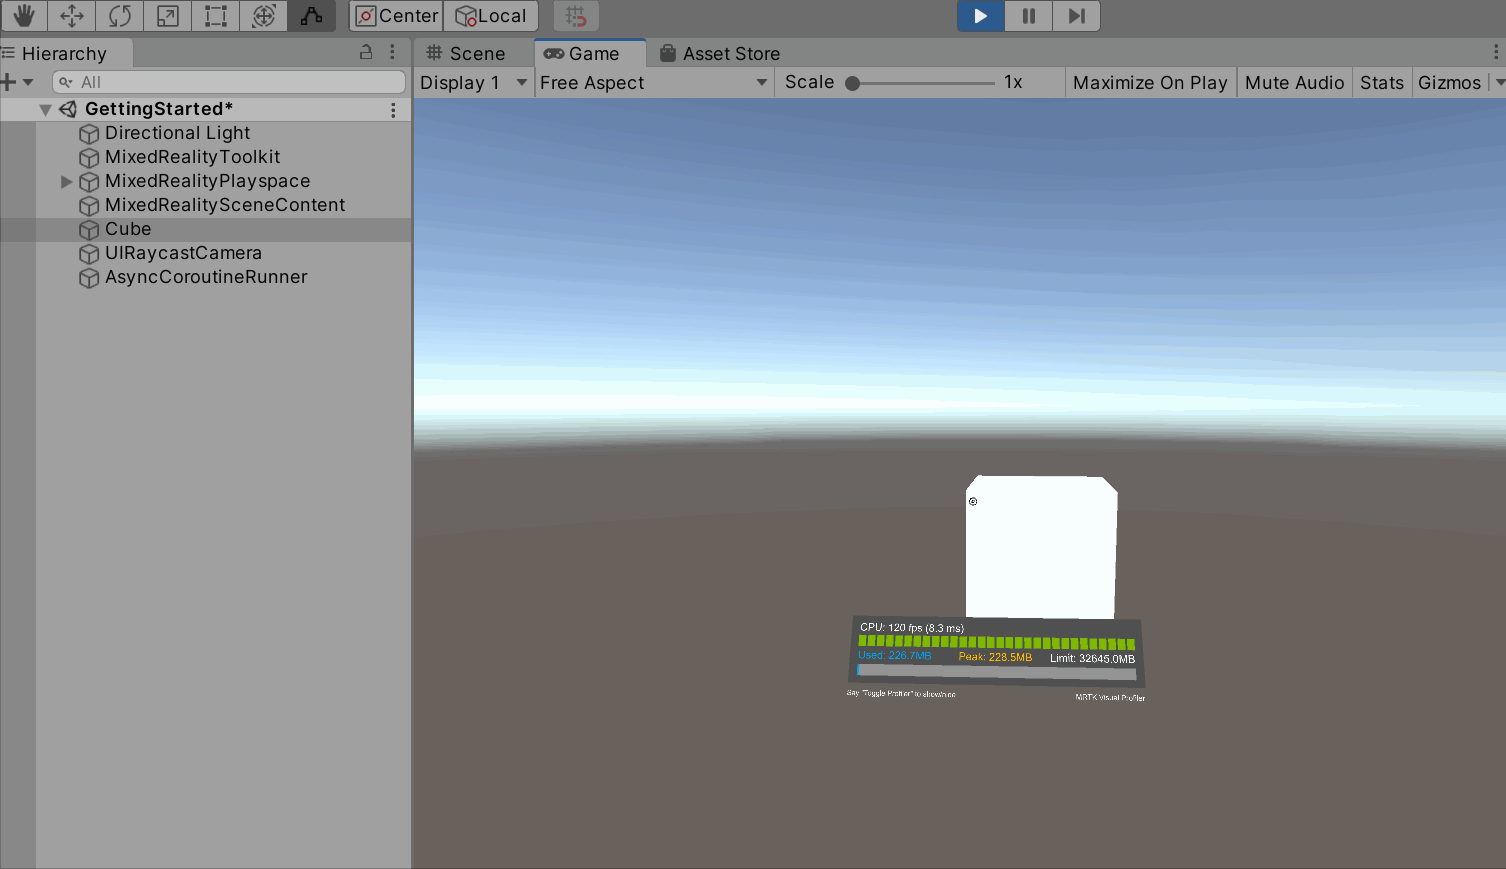 Center
Local
Hierarchy
Scene
Game
Asset Store
All
Display 1
Free Aspect
Scale
1x
Maximize On Play
Mute Audio
Stats
Gizmos
GettingStarted*
Directional Light
MixedRealityToolkit
MixedRealityPlayspace
MixedRealitySceneContent
Cube
UIRaycastCamera
AsyncCoroutineRunner
CPU: 120 fps (8.3 ms)
Used: 226.7MB
Peak: 228.5MB
Limit: 32645.0MB
Say "Toggle Profiler" to show/hide
MRTK Visual Profiler